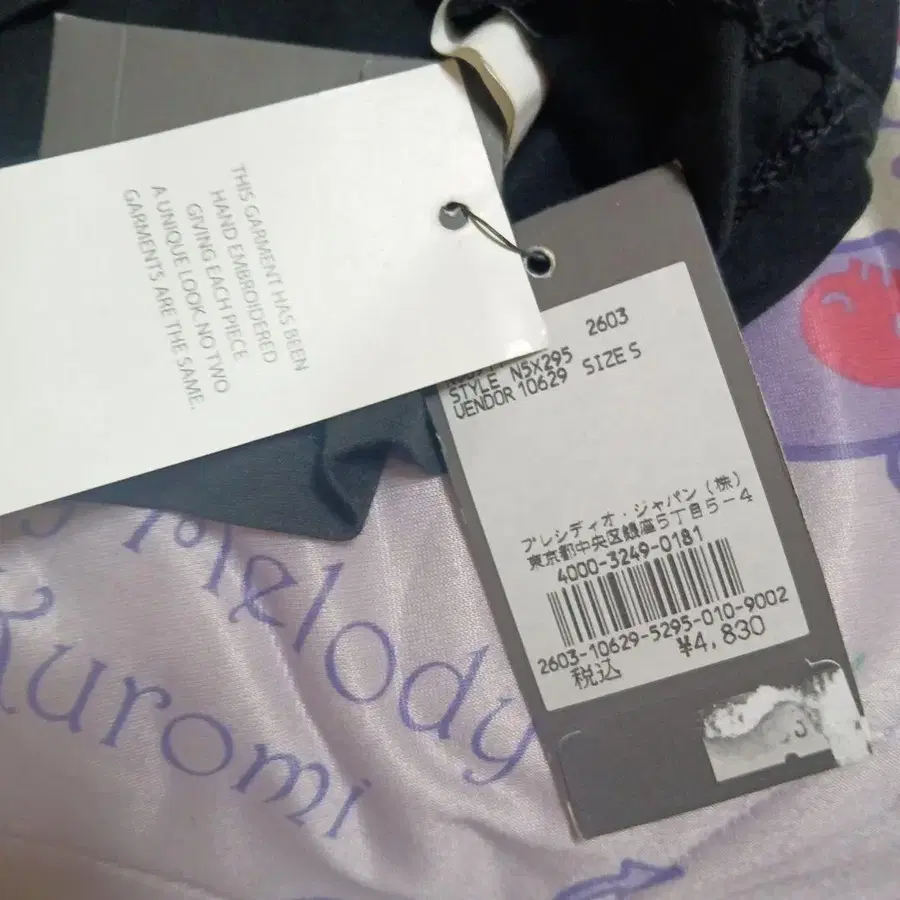 THIS GARMENT HAS BEEN
HAND EMBROIDERED
GIVING EACH PIECE
A UNIQUE LOOK. NO TWO
GARMENTS ARE THE SAME.
2603
STYLE N5X295
VENDOR 10629 SIZE S
プレシディオ・ジャパン(株)
東京都中央区銀座5丁目5-4
4000-3249-0181
2603-10629-5295-010-9002
税込 ¥4,830
3
Melody
Kuromi